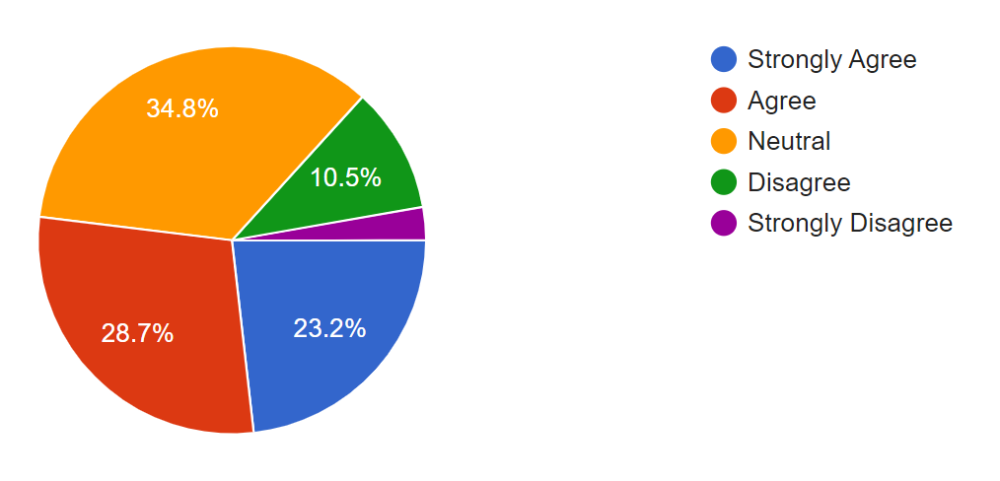 34.8%
10.5%
28.7%
23.2%
Strongly Agree
Agree
Neutral
Disagree
Strongly Disagree